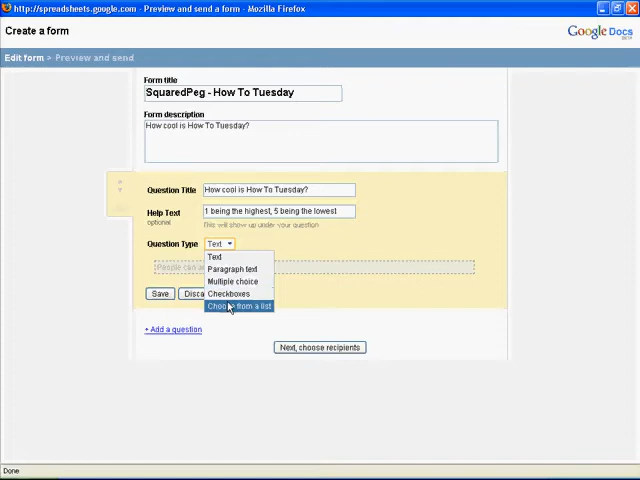 http://spreadsheets.google.com - Preview and send a form - Mozilla Firefox
Create a form
Google Docs
BETA
Edit form > Preview and send
Form title
SquaredPeg - How To Tuesday
Form description
How cool is How To Tuesday?
Question Title
How cool is How To Tuesday?
Help Text
1 being the highest, 5 being the lowest
optional
This will show up under your question
Question Type
Text
Text
Paragraph text
People can
Multiple choice
Checkboxes
Save
Disca
Choose from a list
+ Add a question
Next, choose recipients
Done